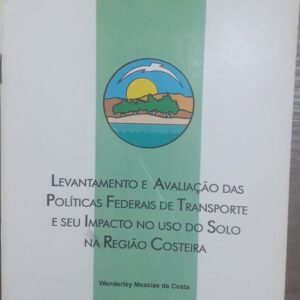 LEVANTAMENTO E AVALIAÇÃO DAS
POLÍTICAS FEDERAIS DE TRANSPORTE
E SEU IMPACTO NO USO DO SOLO
NA REGIÃO COSTEIRA
Wanderley Messias da Costa